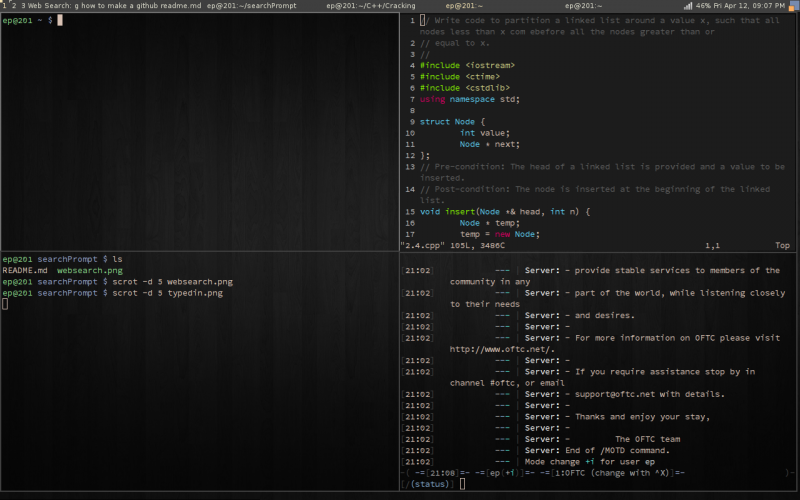 1 2 3 Web Search: g how to make a github readme.md ep@201:~/searchPrompt ep@201:~/C++/Cracking ep@201:~ ep@201:~ 46% Fri Apr 12, 09:07 PM
ep@201 ~ $
1 // Write code to partition a linked list around a value x, such that all
nodes less than x com ebefore all the nodes greater than or
2 // equal to x.
3 //
4 #include <iostream>
5 #include <ctime>
6 #include <cstdlib>
7 using namespace std;
8
9 struct Node {
10 int value;
11 Node * next;
12 };
13 // Pre-condition: The head of a linked list is provided and a value to be
inserted.
14 // Post-condition: The node is inserted at the beginning of the linked
list.
15 void insert(Node *& head, int n) {
16 Node * temp;
17 temp = new Node;
"2.4.cpp" 105L, 3486C 1,1 Top
ep@201 searchPrompt $ ls
README.md websearch.png
ep@201 searchPrompt $ scrot -d 5 websearch.png
ep@201 searchPrompt $ scrot -d 5 typedin.png
[21:02] --- | Server: - provide stable services to members of the
community in any
[21:02] --- | Server: - part of the world, while listening closely
to their needs
[21:02] --- | Server: - and desires.
[21:02] --- | Server: -
[21:02] --- | Server: - For more information on OFTC please visit
http://www.oftc.net/.
[21:02] --- | Server: -
[21:02] --- | Server: - If you require assistance stop by in
channel #oftc, or email
[21:02] --- | Server: - support@oftc.net with details.
[21:02] --- | Server: -
[21:02] --- | Server: - Thanks and enjoy your stay,
[21:02] --- | Server: -
[21:02] --- | Server: - The OFTC team
[21:02] --- | Server: End of /MOTD command.
[21:02] --- | Mode change +i for user ep
-( -=[21:08]=- -=[ep(+i)]=- -=[1:OFTC (change with ^X)]=- )-
[/(status)]